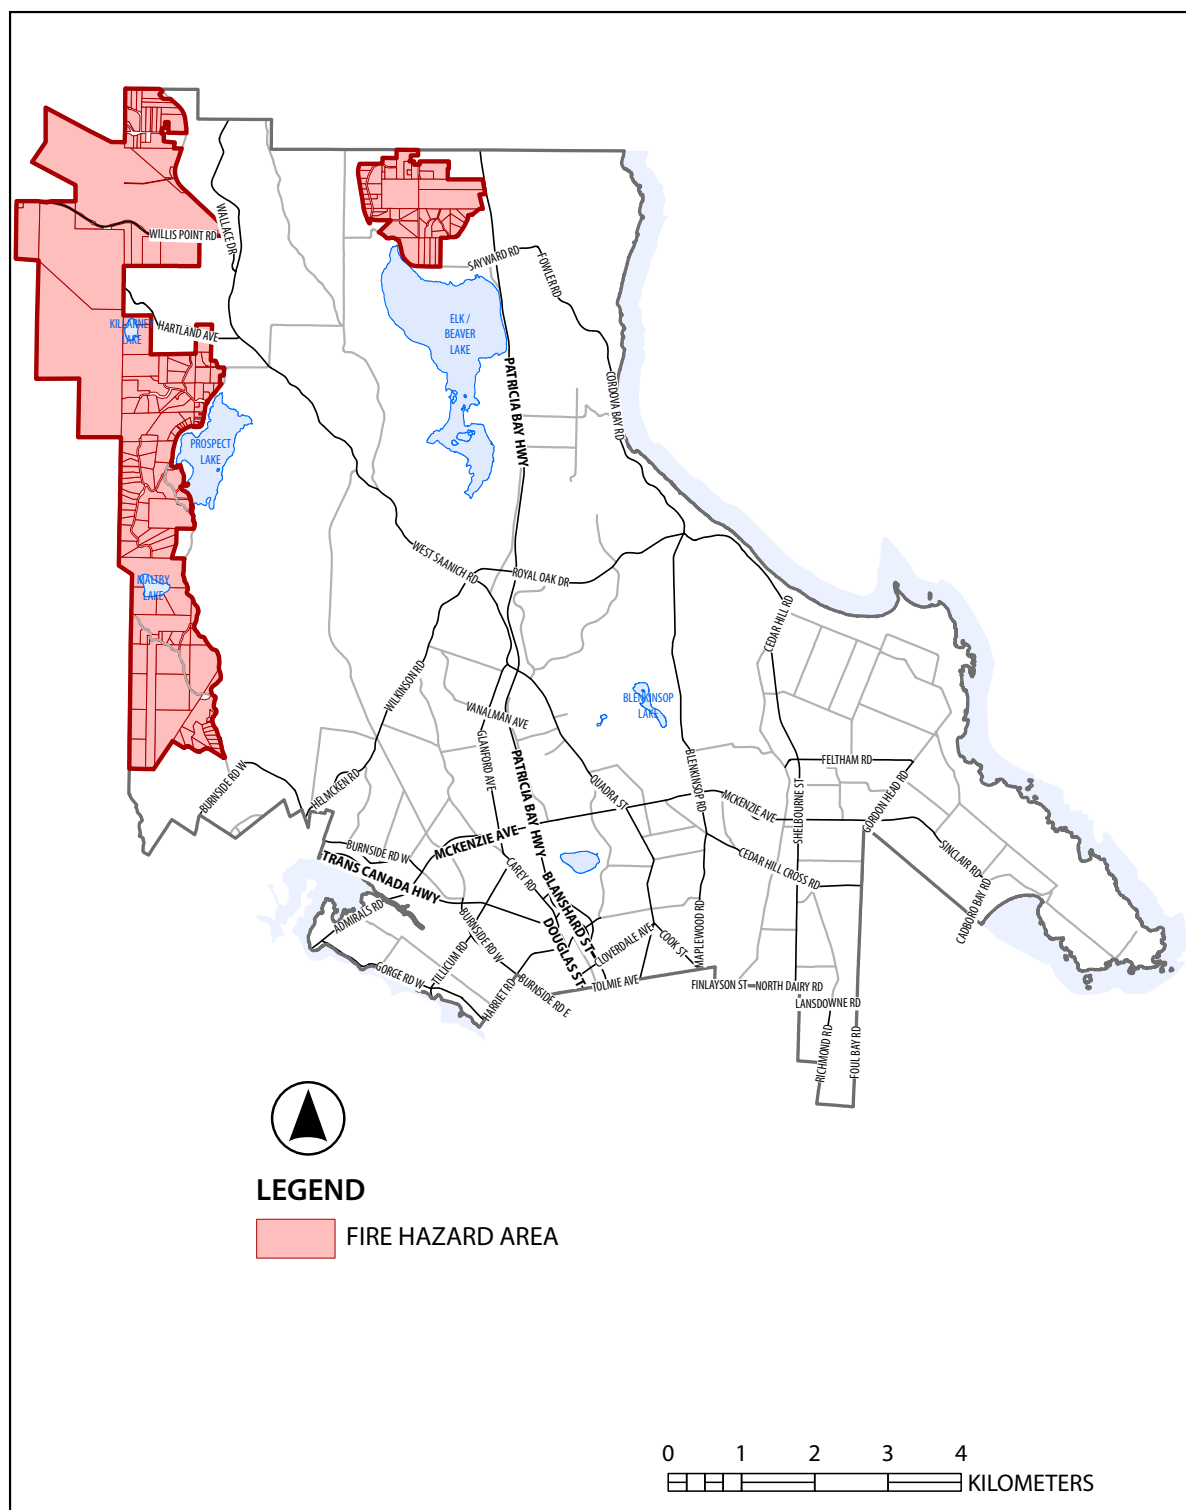 WILLIS POINT RD
WALLACE DR
SAYWARD RD
FOWLER RD
KILLARNEY
LAKE
HARTLAND AVE
ELK /
BEAVER
LAKE
PATRICIA BAY HWY
CORDOVA BAY RD
PROSPECT
LAKE
WEST SAANICH RD
ROYAL OAK DR
MALTBY
LAKE
CEDAR HILL RD
WILKINSON RD
BLENKINSOP
LAKE
VANALMAN AVE
GLANFORD AVE
PATRICIA BAY HWY
BLENKINSOP RD
FELTHAM RD
BURNSIDE RD W
HELMCKEN RD
QUADRA ST
MCKENZIE AVE
SHELBOURNE ST
GORDON HEAD RD
MCKENZIE AVE
BURNSIDE RD W
TRANS CANADA HWY
CAREY RD
CEDAR HILL CROSS RD
SINCLAIR RD
CADBORO BAY RD
BLANSHARD ST
DOUGLAS ST
ADMIRALS RD
BURNSIDE RD W
TILLICUM RD
CLOVERDALE AVE
COOK ST
MAPLEWOOD RD
GORGE RD W
HARRIET RD
BURNSIDE RD E
TOLMIE AVE
FINLAYSON ST
NORTH DAIRY RD
LANSDOWNE RD
RICHMOND RD
FOUL BAY RD
LEGEND
FIRE HAZARD AREA
0 1 2 3 4
KILOMETERS